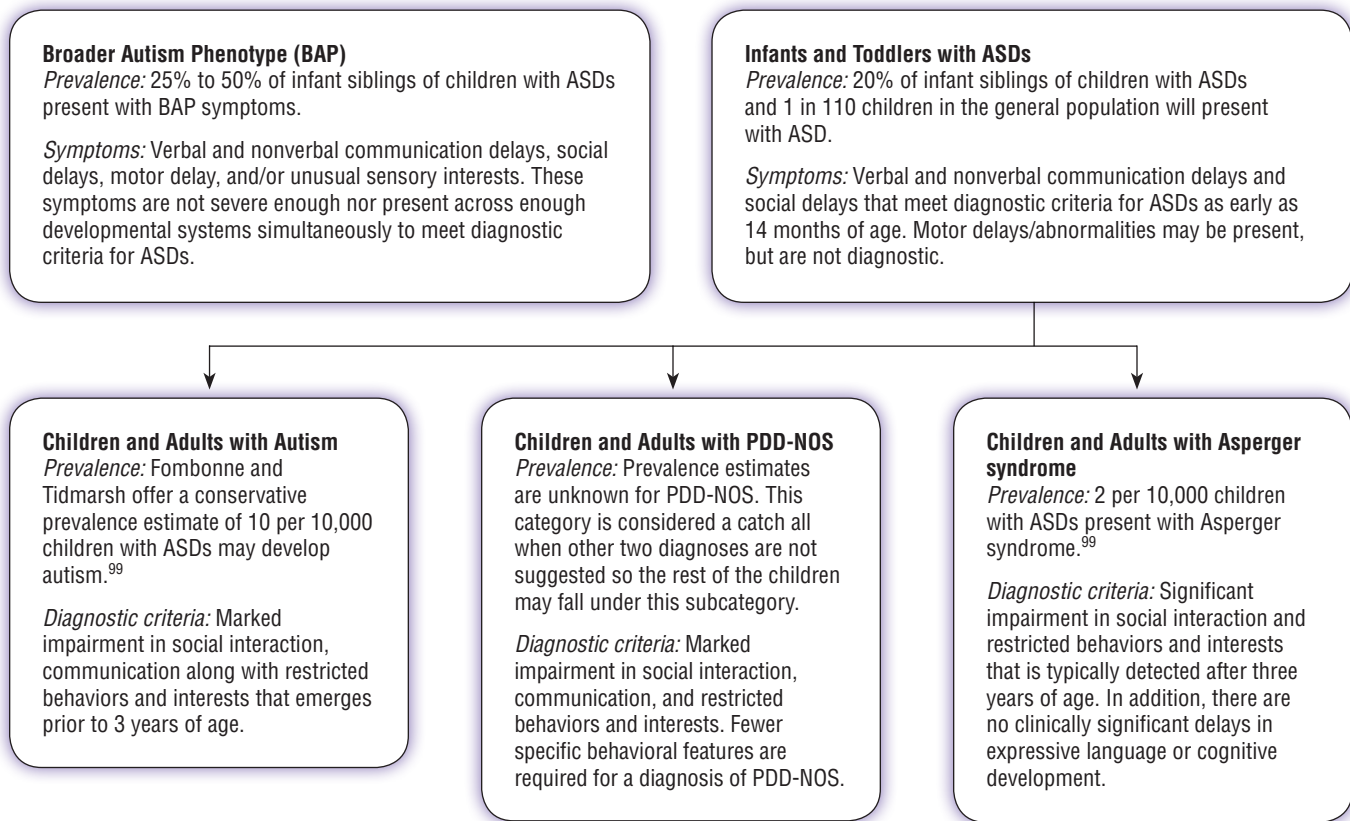 Broader Autism Phenotype (BAP)
Prevalence: 25% to 50% of infant siblings of children with ASDs
present with BAP symptoms.
Symptoms: Verbal and nonverbal communication delays, social
delays, motor delay, and/or unusual sensory interests. These
symptoms are not severe enough nor present across enough
developmental systems simultaneously to meet diagnostic
criteria for ASDs.
Infants and Toddlers with ASDs
Prevalence: 20% of infant siblings of children with ASDs
and 1 in 110 children in the general population will present
with ASD.
Symptoms: Verbal and nonverbal communication delays and
social delays that meet diagnostic criteria for ASDs as early as
14 months of age. Motor delays/abnormalities may be present,
but are not diagnostic.
Children and Adults with Autism
Prevalence: Fombonne and
Tidmarsh offer a conservative
prevalence estimate of 10 per 10,000
children with ASDs may develop
autism.99
Diagnostic criteria: Marked
impairment in social interaction,
communication along with restricted
behaviors and interests that emerges
prior to 3 years of age.
Children and Adults with PDD-NOS
Prevalence: Prevalence estimates
are unknown for PDD-NOS. This
category is considered a catch all
when other two diagnoses are not
suggested so the rest of the children
may fall under this subcategory.
Diagnostic criteria: Marked
impairment in social interaction,
communication, and restricted
behaviors and interests. Fewer
specific behavioral features are
required for a diagnosis of PDD-NOS.
Children and Adults with Asperger
syndrome
Prevalence: 2 per 10,000 children
with ASDs present with Asperger
syndrome.99
Diagnostic criteria: Significant
impairment in social interaction and
restricted behaviors and interests
that is typically detected after three
years of age. In addition, there are
no clinically significant delays in
expressive language or cognitive
development.